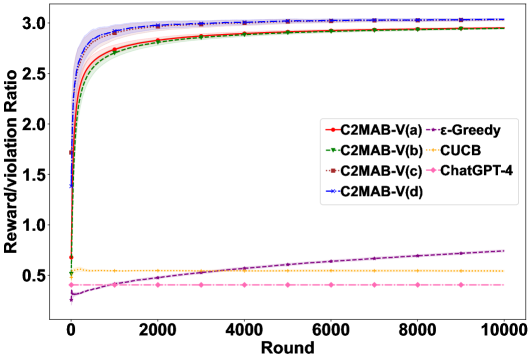 Reward/violation Ratio
3.0
2.5
2.0
1.5
1.0
0.5
C2MAB-V(a)
C2MAB-V(b)
C2MAB-V(c)
C2MAB-V(d)
ε-Greedy
CUCB
ChatGPT-4
0 2000 4000 6000 8000 10000
Round